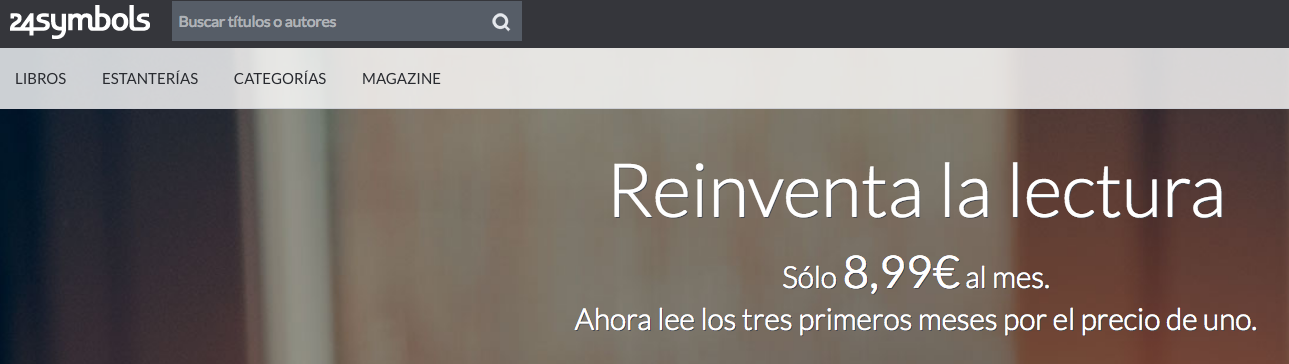 24symbols
Buscar títulos o autores
LIBROS ESTANTERÍAS CATEGORÍAS MAGAZINE
Reinventa la lectura
Sólo 8,99€ al mes.
Ahora lee los tres primeros meses por el precio de uno.